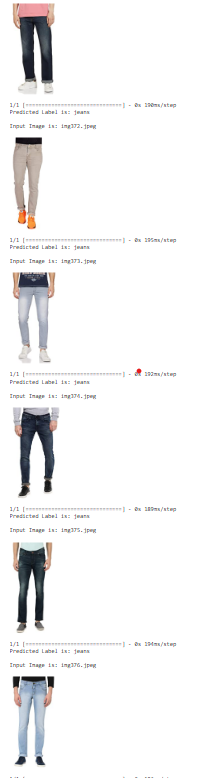 1/1 [==============================] - 0s 190ms/step
Predicted Label is: jeans
Input Image is: img372.jpeg
1/1 [==============================] - 0s 195ms/step
Predicted Label is: jeans
Input Image is: img373.jpeg
1/1 [==============================] - 0s 192ms/step
Predicted Label is: jeans
Input Image is: img374.jpeg
1/1 [==============================] - 0s 189ms/step
Predicted Label is: jeans
Input Image is: img375.jpeg
1/1 [==============================] - 0s 194ms/step
Predicted Label is: jeans
Input Image is: img376.jpeg